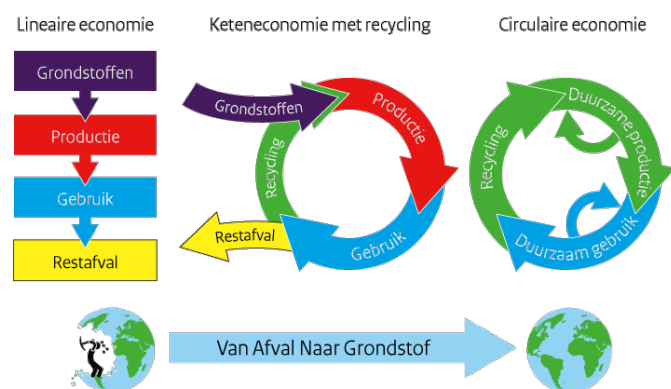 Lineaire economie
Grondstoffen
Productie
Gebruik
Restafval
Keteneconomie met recycling
Grondstoffen
Productie
Gebruik
Recycling
Restafval
Circulaire economie
Duurzame productie
Duurzaam gebruik
Recycling
Van Afval Naar Grondstof